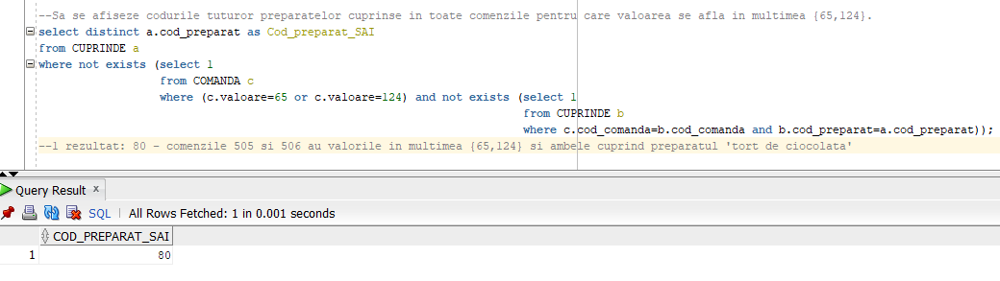 --Sa se afiseze codurile tuturor preparatelor cuprinse in toate comenzile pentru care valoarea se afla in multimea {65,124}.
select distinct a.cod_preparat as Cod_preparat_SAI
from CUPRINDE a
where not exists (select 1
from COMANDA c
where (c.valoare=65 or c.valoare=124) and not exists (select 1
from CUPRINDE b
where c.cod_comanda=b.cod_comanda and b.cod_preparat=a.cod_preparat));
--1 rezultat: 80 - comenzile 505 si 506 au valorile in multimea {65,124} si ambele cuprind preparatul 'tort de ciocolata'
Query Result x
SQL | All Rows Fetched: 1 in 0.001 seconds
COD_PREPARAT_SAI
1 80